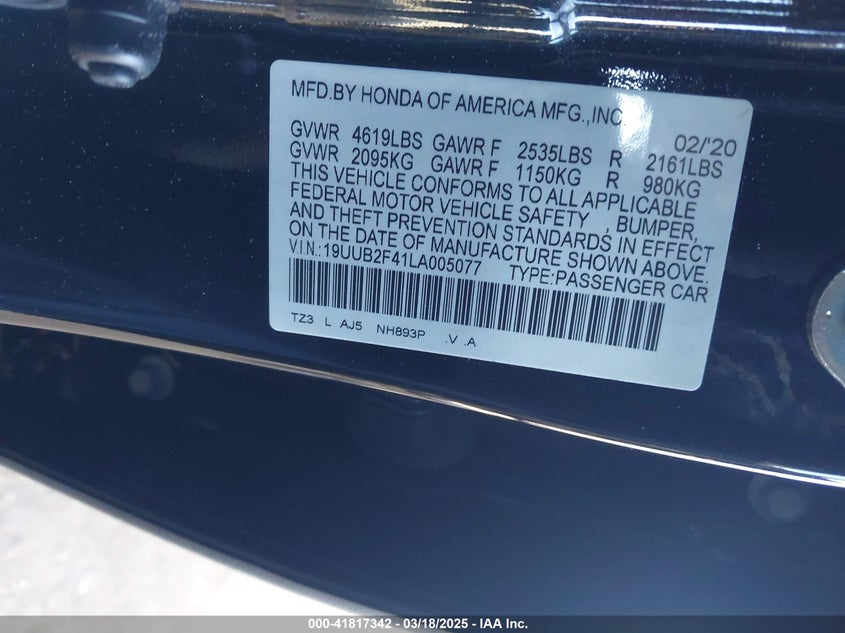 MFD.BY HONDA OF AMERICA MFG.,INC.
02/'20
GVWR 4619LBS GAWR F 2535LBS R 2161LBS
GVWR 2095KG GAWR F 1150KG R 980KG
THIS VEHICLE CONFORMS TO ALL APPLICABLE
FEDERAL MOTOR VEHICLE SAFETY , BUMPER,
AND THEFT PREVENTION STANDARDS IN EFFECT
ON THE DATE OF MANUFACTURE SHOWN ABOVE.
V.I.N.: 19UUB2F41LA005077 TYPE:PASSENGER CAR
TZ3 L AJ5 NH893P .V .A
000-41817342 - 03/18/2025 - IAA Inc.